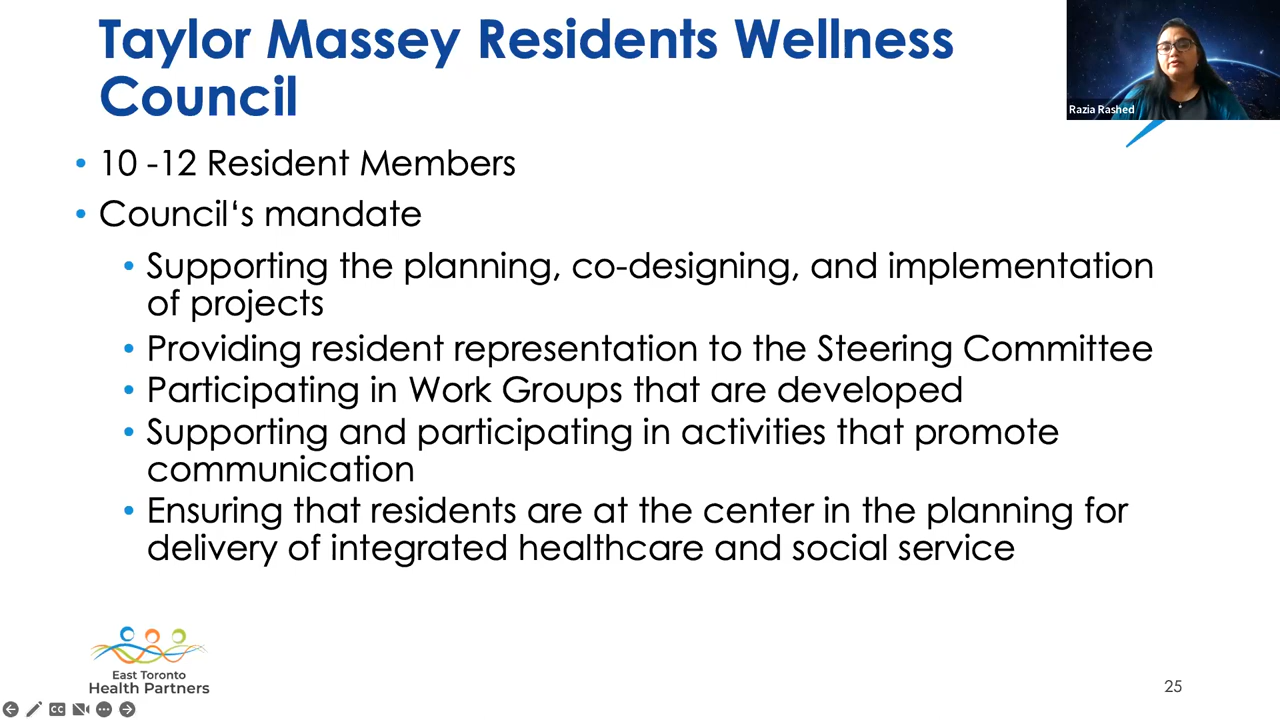 Taylor Massey Residents Wellness
Council
Razia Rashed
• 10 -12 Resident Members
• Council‘s mandate
• Supporting the planning, co-designing, and implementation
of projects
• Providing resident representation to the Steering Committee
• Participating in Work Groups that are developed
• Supporting and participating in activities that promote
communication
• Ensuring that residents are at the center in the planning for
delivery of integrated healthcare and social service
East Toronto
Health Partners
25
CC